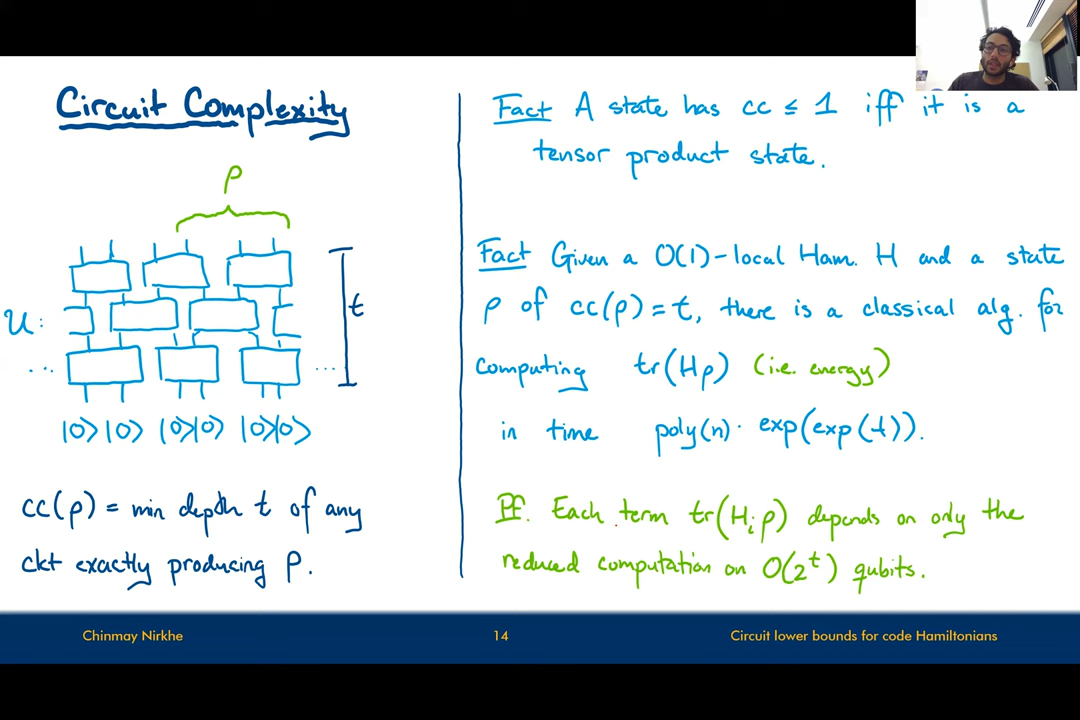 Circuit Complexity
ρ
U:
t
... ...
|0>|0> |0>|0> |0>|0>
cc(ρ) = min depth t of any
ckt exactly producing ρ.
Fact A state has cc ≤ 1 iff it is a
tensor product state.
Fact Given a O(1)-local Ham. H and a state
ρ of cc(ρ) = t, there is a classical alg. for
computing tr(Hρ) (i.e. energy)
in time poly(n) · exp(exp(t)).
Pf. Each term tr(Hᵢρ) depends on only the
reduced computation on O(2ᵗ) qubits.
Chinmay Nirkhe 14 Circuit lower bounds for code Hamiltonians